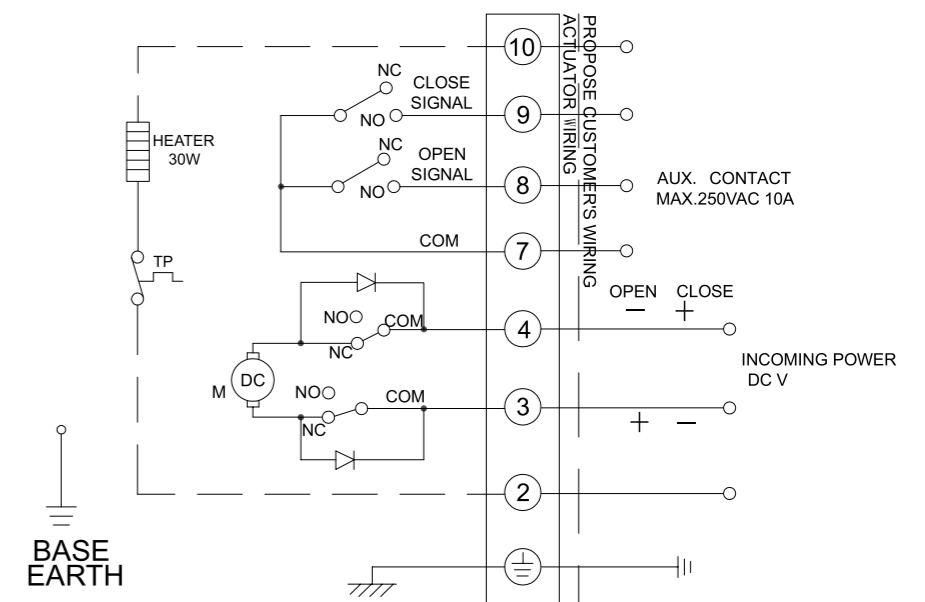 10
ACTUATOR WIRING
PROPOSE CUSTOMER'S WIRING
NC
CLOSE
SIGNAL
NO
9
HEATER
30W
NC
OPEN
SIGNAL
NO
8
AUX. CONTACT
MAX.250VAC 10A
COM
7
TP
OPEN CLOSE
− +
NO
COM
NC
4
INCOMING POWER
DC V
M
DC
NO
COM
NC
3
+ −
2
BASE
EARTH